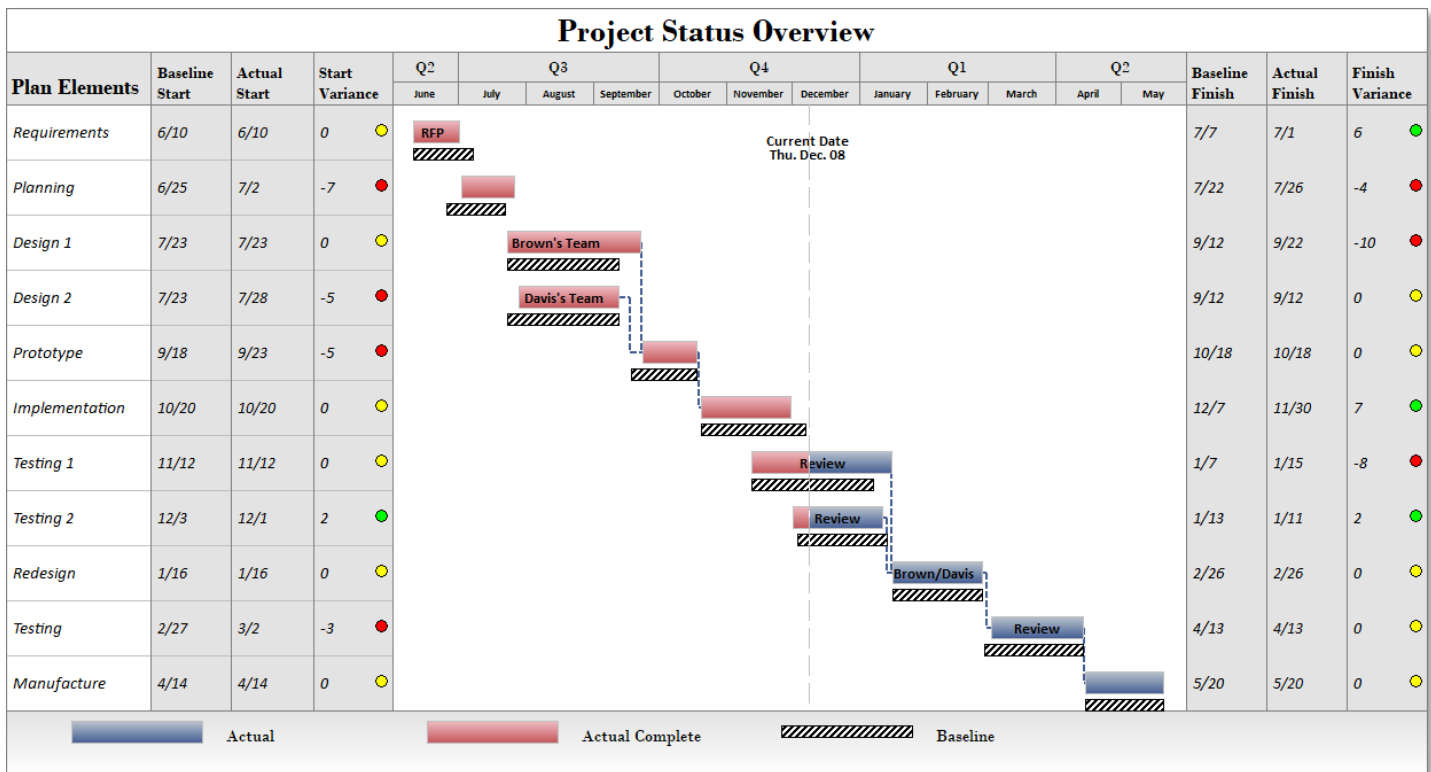 Project Status Overview
Plan Elements Baseline Start Actual Start Start Variance Q2 Q3 Q4 Q1 Q2 Baseline Finish Actual Finish Finish Variance
June July August September October November December January February March April May
Requirements 6/10 6/10 0 RFP 7/7 7/1 6
Current Date
Thu. Dec. 08
Planning 6/25 7/2 -7 7/22 7/26 -4
Design 1 7/23 7/23 0 Brown's Team 9/12 9/22 -10
Design 2 7/23 7/28 -5 Davis's Team 9/12 9/12 0
Prototype 9/18 9/23 -5 10/18 10/18 0
Implementation 10/20 10/20 0 12/7 11/30 7
Testing 1 11/12 11/12 0 Review 1/7 1/15 -8
Testing 2 12/3 12/1 2 Review 1/13 1/11 2
Redesign 1/16 1/16 0 Brown/Davis 2/26 2/26 0
Testing 2/27 3/2 -3 Review 4/13 4/13 0
Manufacture 4/14 4/14 0 5/20 5/20 0
Actual Actual Complete Baseline